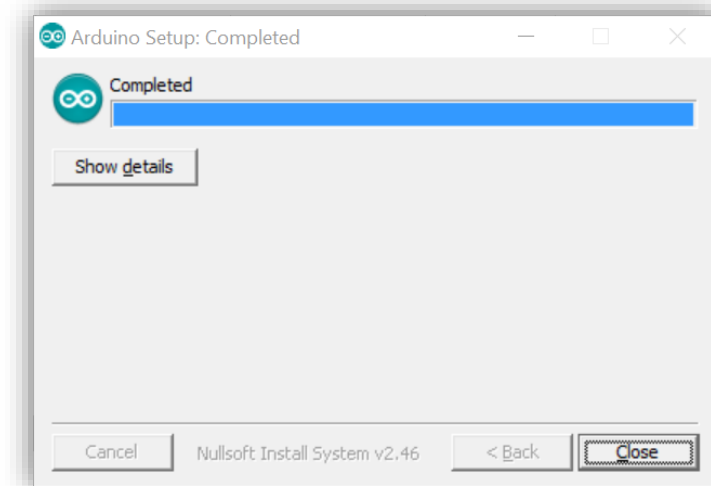 Arduino Setup: Completed
Completed
Show details
Cancel
Nullsoft Install System v2.46
< Back
Close